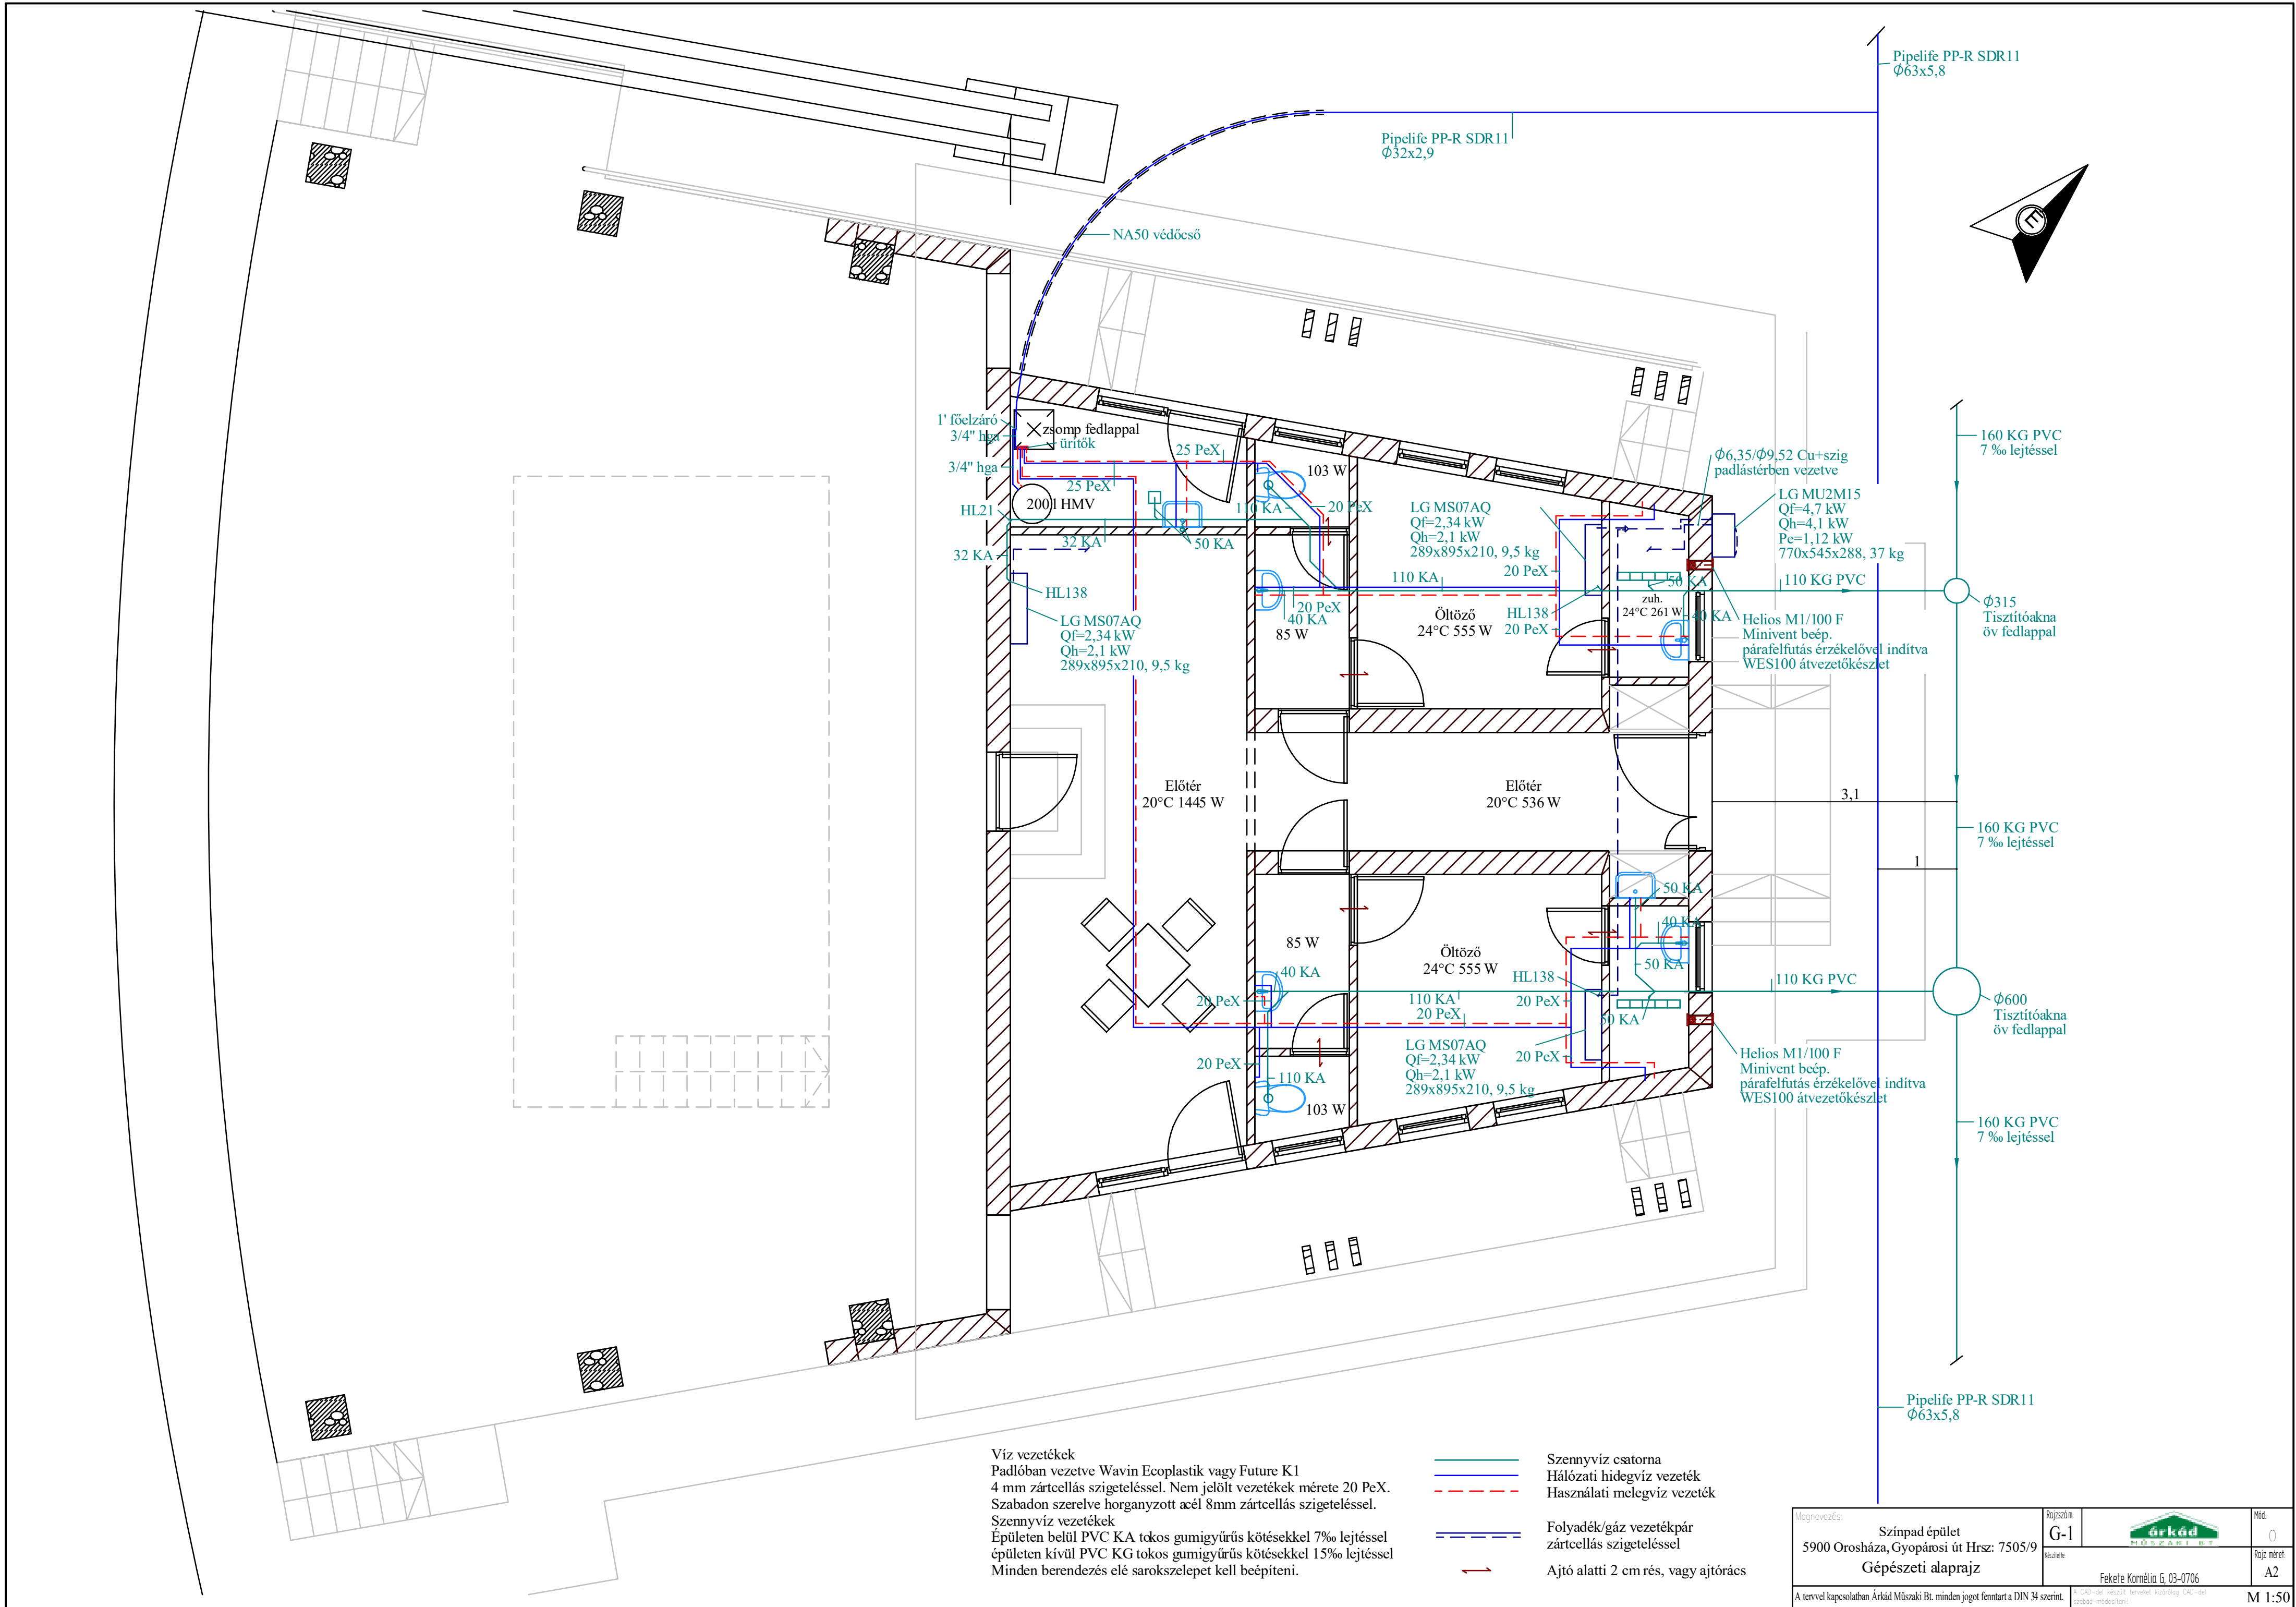 Pipelife PP-R SDR11
Φ63x5,8
Pipelife PP-R SDR11
Φ32x2,9
NA50 védőcső
É
1' főelzáró
3/4" hga
zsomp fedlappal
ürítők
3/4" hga
25 PeX
25 PeX
200 l HMV
HL21
32 KA
32 KA
50 KA
HL138
LG MS07AQ
Qf=2,34 kW
Qh=2,1 kW
289x895x210, 9,5 kg
103 W
110 KA
20 PeX
LG MS07AQ
Qf=2,34 kW
Qh=2,1 kW
289x895x210, 9,5 kg
20 PeX
110 KA
20 PeX
40 KA
85 W
Öltöző
24°C 555 W
HL138
20 PeX
50 KA
zuh.
24°C 261 W
40 KA
Φ6,35/Φ9,52 Cu+szig
padlástérben vezetve
LG MU2M15
Qf=4,7 kW
Qh=4,1 kW
Pe=1,12 kW
770x545x288, 37 kg
110 KG PVC
Helios M1/100 F
Minivent beép.
párafelfutás érzékelővel indítva
WES100 átvezetőkészlet
160 KG PVC
7 ‰ lejtéssel
Φ315
Tisztítóakna
öv fedlappal
Előtér
20°C 1445 W
Előtér
20°C 536 W
3,1
160 KG PVC
7 ‰ lejtéssel
1
50 KA
40 KA
50 KA
85 W
40 KA
20 PeX
Öltöző
24°C 555 W
HL138
110 KA
20 PeX
20 PeX
50 KA
110 KG PVC
Φ600
Tisztítóakna
öv fedlappal
LG MS07AQ
Qf=2,34 kW
Qh=2,1 kW
289x895x210, 9,5 kg
20 PeX
20 PeX
110 KA
103 W
Helios M1/100 F
Minivent beép.
párafelfutás érzékelővel indítva
WES100 átvezetőkészlet
160 KG PVC
7 ‰ lejtéssel
Pipelife PP-R SDR11
Φ63x5,8
Víz vezetékek
Padlóban vezetve Wavin Ecoplastik vagy Future K1
4 mm zártcellás szigeteléssel. Nem jelölt vezetékek mérete 20 PeX.
Szabadon szerelve horganyzott acél 8mm zártcellás szigeteléssel.
Szennyvíz vezetékek
Épületen belül PVC KA tokos gumigyűrűs kötésekkel 7‰ lejtéssel
épületen kívül PVC KG tokos gumigyűrűs kötésekkel 15‰ lejtéssel
Minden berendezés elé sarokszelepet kell beépíteni.
Szennyvíz csatorna
Hálózati hidegvíz vezeték
Használati melegvíz vezeték
Folyadék/gáz vezetékpár
zártcellás szigeteléssel
Ajtó alatti 2 cm rés, vagy ajtórács
Megnevezés:
Színpad épület
5900 Orosháza, Gyopárosi út Hrsz: 7505/9
Gépészeti alaprajz
Rajzszám:
G-1
árkád
MŰSZAKI BT
Mód.
0
Készítette
Fekete Kornélia G, 03-0706
Rajz méret:
A2
A tervvel kapcsolatban Árkád Műszaki Bt. minden jogot fenntart a DIN 34 szerint.
A CAD-del készült terveket kizárólag CAD-del
szabad módosítani!
M 1:50